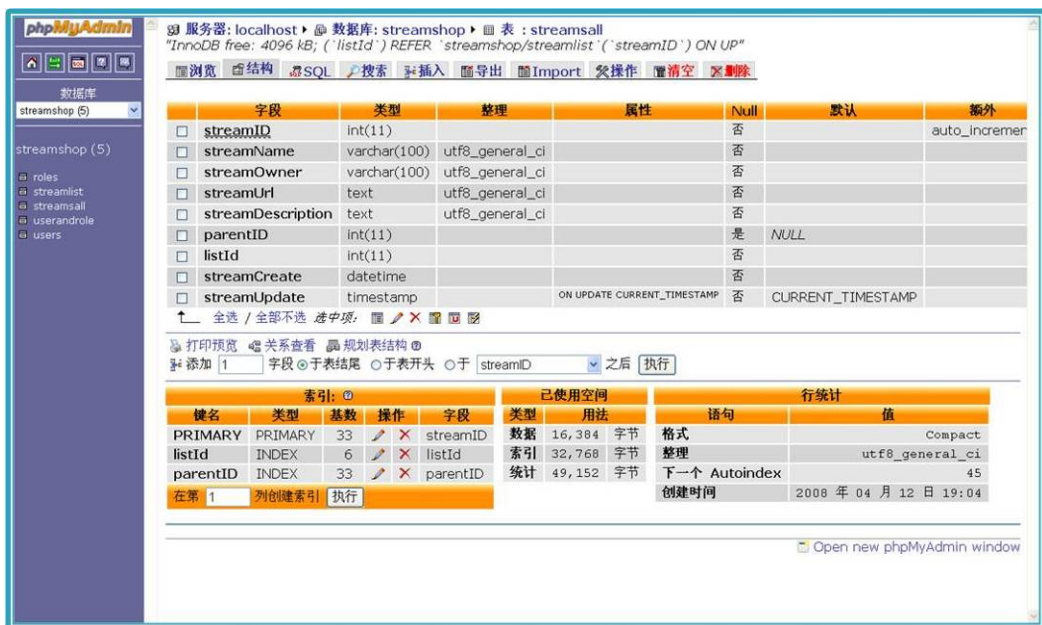 phpMyAdmin
数据库
streamshop (5)
streamshop (5)
roles
streamlist
streamsall
userandrole
users
服务器: localhost ▸ 数据库: streamshop ▸ 表 : streamsall
"InnoDB free: 4096 kB; (`listId`) REFER `streamshop/streamlist`(`streamID`) ON UP"
浏览 结构 SQL 搜索 插入 导出 Import 操作 清空 删除
字段 类型 整理 属性 Null 默认 额外
streamID int(11) 否 auto_incremen
streamName varchar(100) utf8_general_ci 否
streamOwner varchar(100) utf8_general_ci 否
streamUrl text utf8_general_ci 否
streamDescription text utf8_general_ci 否
parentID int(11) 是 NULL
listId int(11) 否
streamCreate datetime 否
streamUpdate timestamp ON UPDATE CURRENT_TIMESTAMP 否 CURRENT_TIMESTAMP
全选 / 全部不选 选中项:
打印预览 关系查看 规划表结构
添加 1 字段 于表结尾 于表开头 于 streamID 之后 执行
索引:
键名 类型 基数 操作 字段
PRIMARY PRIMARY 33 streamID
listId INDEX 6 listId
parentID INDEX 33 parentID
在第 1 列创建索引 执行
已使用空间
类型 用法
数据 16,384 字节
索引 32,768 字节
统计 49,152 字节
行统计
语句 值
格式 Compact
整理 utf8_general_ci
下一个 Autoindex 45
创建时间 2008 年 04 月 12 日 19:04
Open new phpMyAdmin window